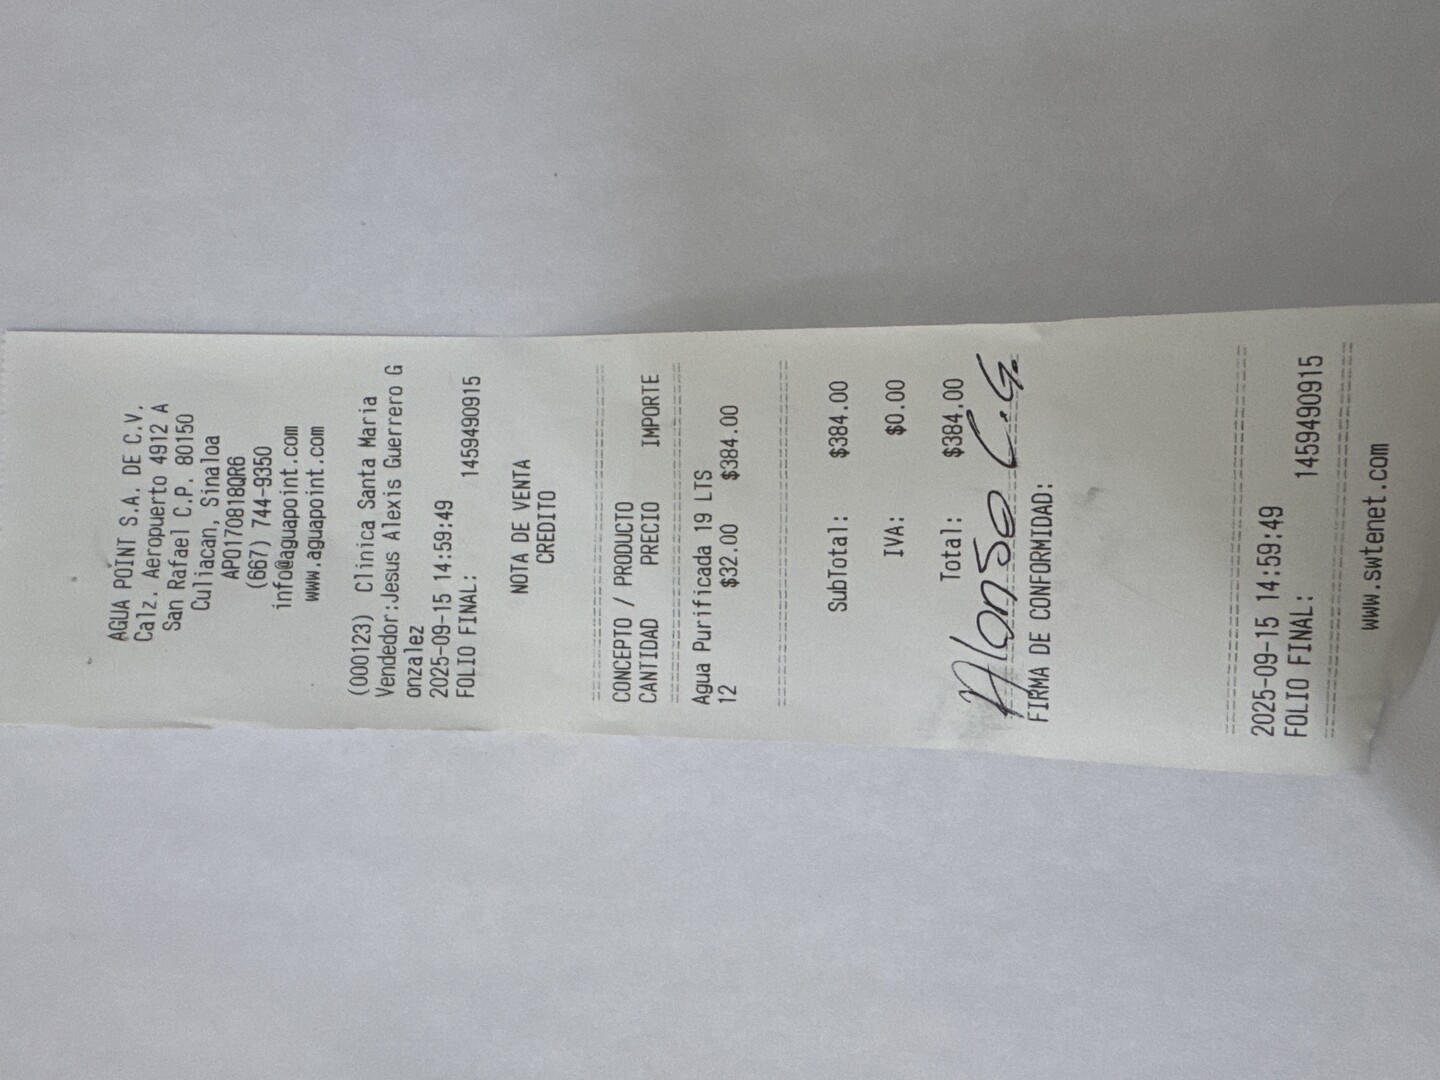 AGUA POINT S.A. DE C.V.
Calz. Aeropuerto 4912 A
San Rafael C.P. 80150
Culiacan, Sinaloa
APO170818QR6
(667) 744-9350
info@aguapoint.com
www.aguapoint.com
(000123) Clinica Santa Maria
Vendedor:Jesus Alexis Guerrero G
onzalez
2025-09-15 14:59:49
FOLIO FINAL: 1459490915
NOTA DE VENTA
CREDITO
CONCEPTO / PRODUCTO
CANTIDAD PRECIO IMPORTE
Agua Purificada 19 LTS
12 $32.00 $384.00
SubTotal: $384.00
IVA: $0.00
Total: $384.00
Alonso C.G.
FIRMA DE CONFORMIDAD:
2025-09-15 14:59:49
FOLIO FINAL: 1459490915
www.swtenet.com